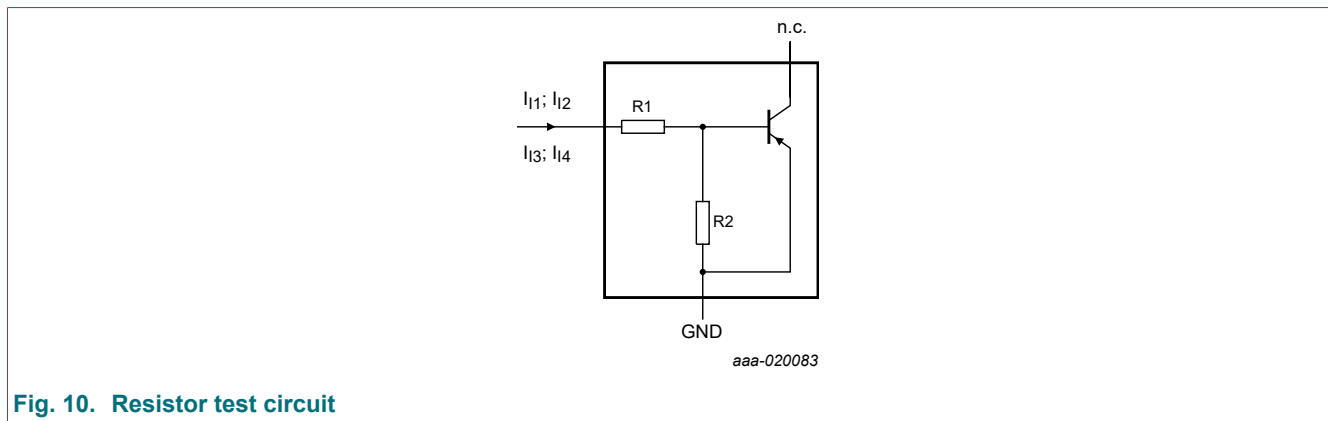 n.c.
I_I1; I_I2
R1
I_I3; I_I4
R2
GND
aaa-020083
Fig. 10. Resistor test circuit